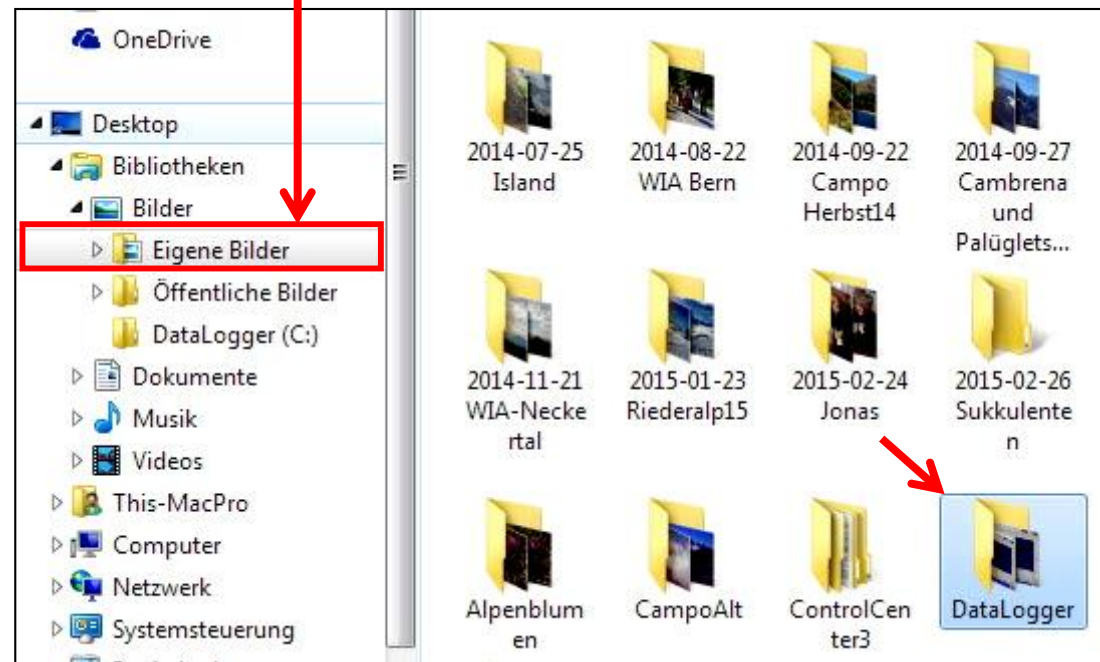 OneDrive
Desktop
Bibliotheken
Bilder
Eigene Bilder
Öffentliche Bilder
DataLogger (C:)
Dokumente
Musik
Videos
This-MacPro
Computer
Netzwerk
Systemsteuerung
2014-07-25
Island
2014-08-22
WIA Bern
2014-09-22
Campo
Herbst14
2014-09-27
Cambrena
und
Palüglets...
2014-11-21
WIA-Necke
rtal
2015-01-23
Riederalp15
2015-02-24
Jonas
2015-02-26
Sukkulente
n
Alpenblum
en
CampoAlt
ControlCen
ter3
DataLogger